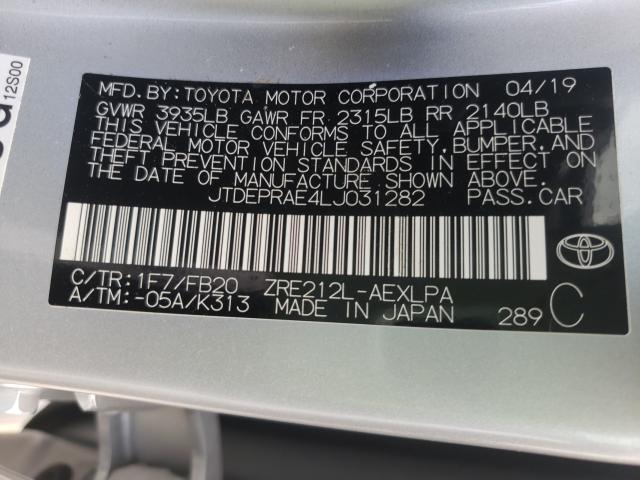 12S00
MFD. BY: TOYOTA MOTOR CORPORATION 04/19
GVWR 3935LB GAWR FR 2315LB RR 2140LB
THIS VEHICLE CONFORMS TO ALL APPLICABLE
FEDERAL MOTOR VEHICLE SAFETY, BUMPER, AND
THEFT PREVENTION STANDARDS IN EFFECT ON
THE DATE OF MANUFACTURE SHOWN ABOVE.
JTDEPRAE4LJ031282 PASS.CAR
C/TR:1F7/FB20 ZRE212L-AEXLPA
A/TM:-05A/K313 MADE IN JAPAN 289 C
TOYOTA